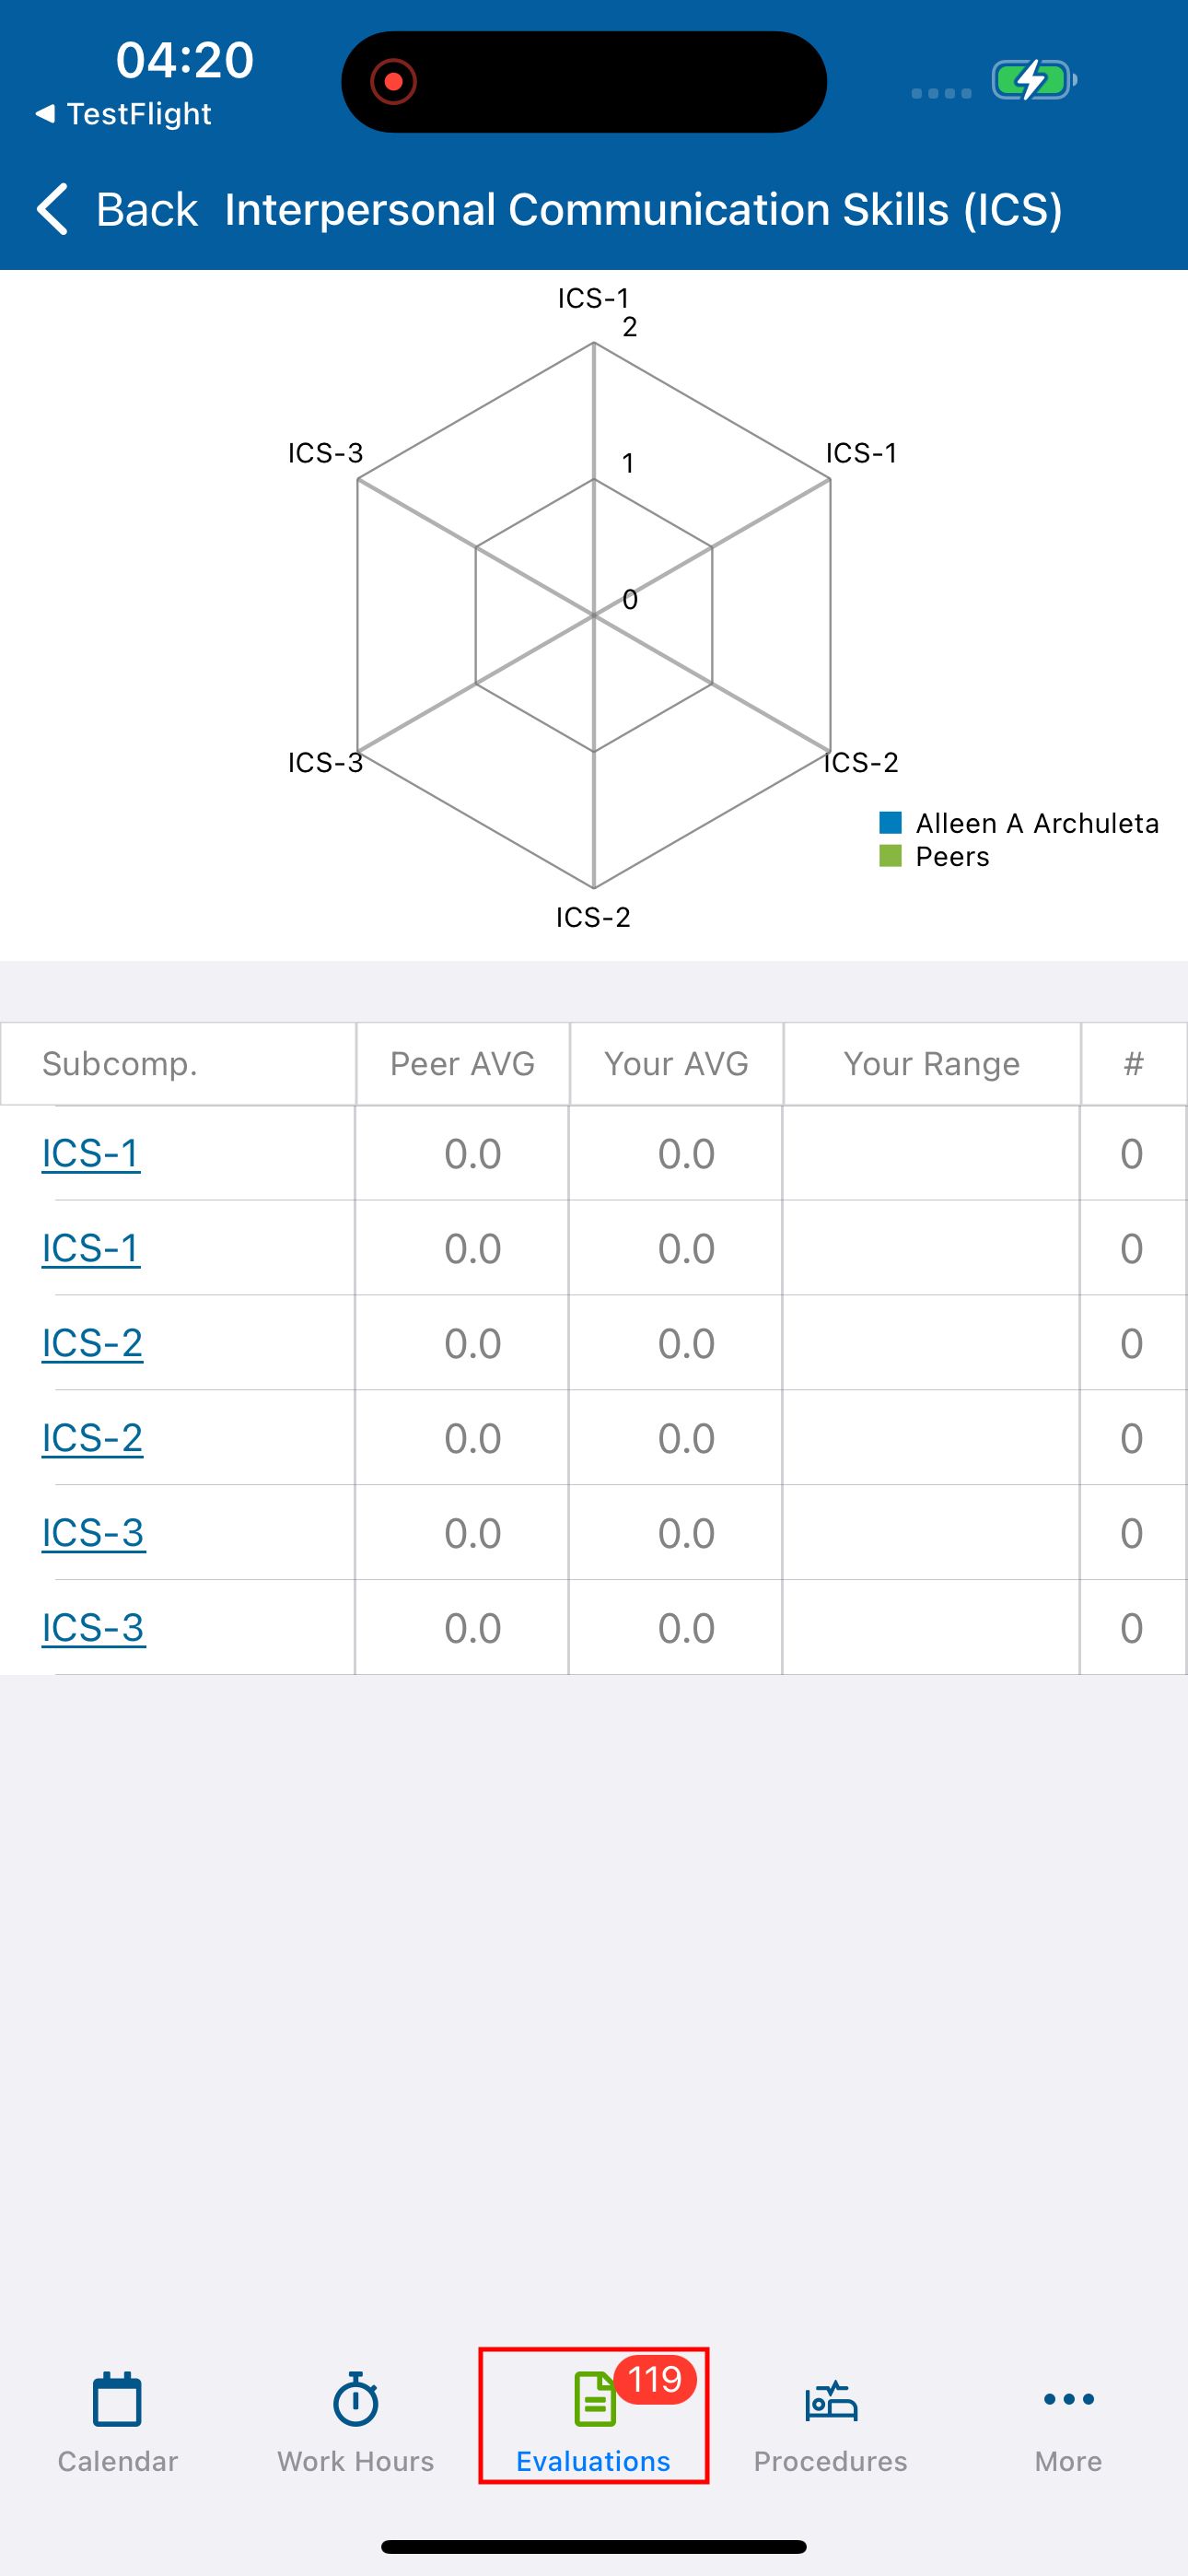 04:20
TestFlight
Back Interpersonal Communication Skills (ICS)
ICS-1
2
ICS-3
1
ICS-1
0
ICS-3
ICS-2
Alleen A Archuleta
Peers
ICS-2
Subcomp. Peer AVG Your AVG Your Range #
ICS-1 0.0 0.0 0
ICS-1 0.0 0.0 0
ICS-2 0.0 0.0 0
ICS-2 0.0 0.0 0
ICS-3 0.0 0.0 0
ICS-3 0.0 0.0 0
119
Calendar Work Hours Evaluations Procedures More